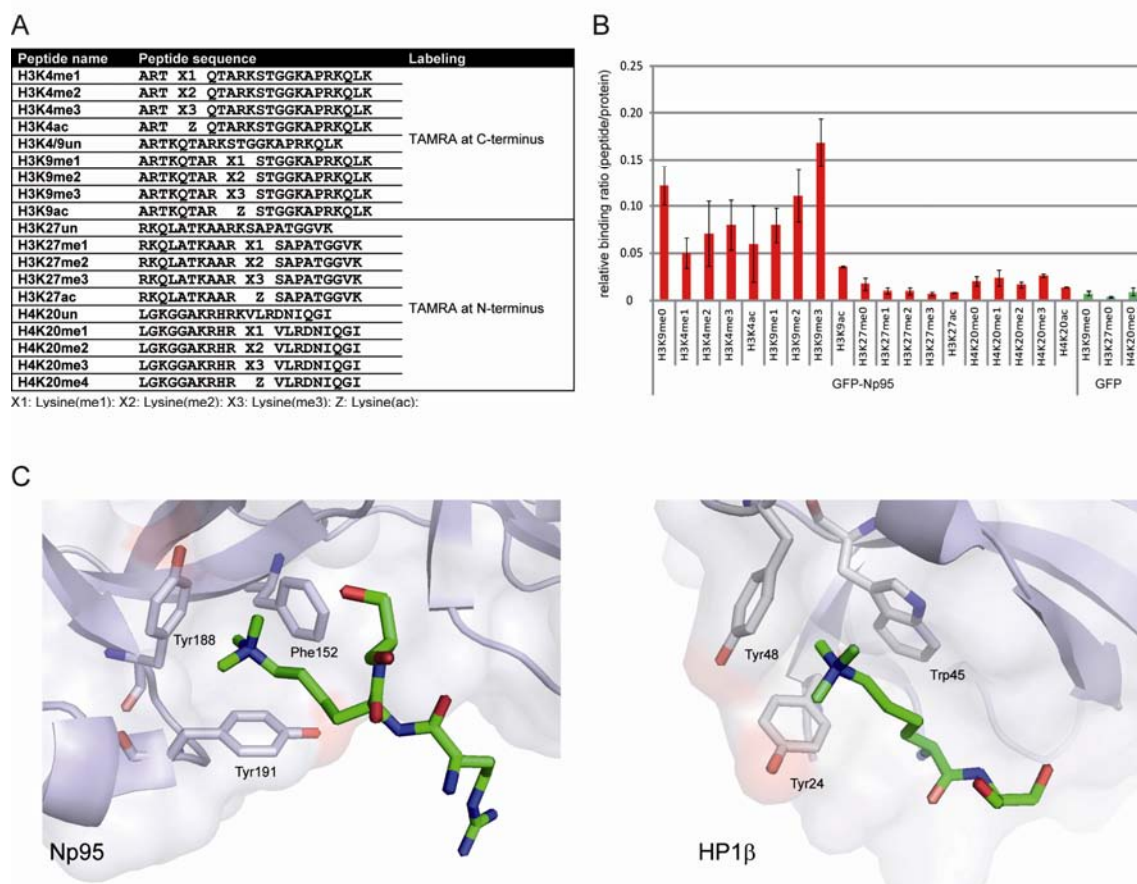 A
Peptide name Peptide sequence Labeling
H3K4me1 ART X1 QTARKSTGGKAPRKQLK
H3K4me2 ART X2 QTARKSTGGKAPRKQLK
H3K4me3 ART X3 QTARKSTGGKAPRKQLK
H3K4ac ART Z QTARKSTGGKAPRKQLK
H3K4/9un ARTKQTARKSTGGKAPRKQLK
H3K9me1 ARTKQTAR X1 STGGKAPRKQLK
H3K9me2 ARTKQTAR X2 STGGKAPRKQLK
H3K9me3 ARTKQTAR X3 STGGKAPRKQLK
H3K9ac ARTKQTAR Z STGGKAPRKQLK
TAMRA at C-terminus
H3K27un RKQLATKAARKSAPATGGVK
H3K27me1 RKQLATKAAR X1 SAPATGGVK
H3K27me2 RKQLATKAAR X2 SAPATGGVK
H3K27me3 RKQLATKAAR X3 SAPATGGVK
H3K27ac RKQLATKAAR Z SAPATGGVK
H4K20un LGKGGAKRHRKVLRDNIQGI
H4K20me1 LGKGGAKRHR X1 VLRDNIQGI
H4K20me2 LGKGGAKRHR X2 VLRDNIQGI
H4K20me3 LGKGGAKRHR X3 VLRDNIQGI
H4K20me4 LGKGGAKRHR Z VLRDNIQGI
TAMRA at N-terminus
X1: Lysine(me1): X2: Lysine(me2): X3: Lysine(me3): Z: Lysine(ac):
B
relative binding ratio (peptide/protein)
0.25
0.20
0.15
0.10
0.05
0
H3K9me0
H3K4me1
H3K4me2
H3K4me3
H3K4ac
H3K9me1
H3K9me2
H3K9me3
H3K9ac
H3K27me0
H3K27me1
H3K27me2
H3K27me3
H3K27ac
H4K20me0
H4K20me1
H4K20me2
H4K20me3
H4K20ac
H3K9me0
H3K27me0
H4K20me0
GFP-Np95
GFP
C
Tyr188
Phe152
Tyr191
Np95
Tyr48
Trp45
Tyr24
HP1β